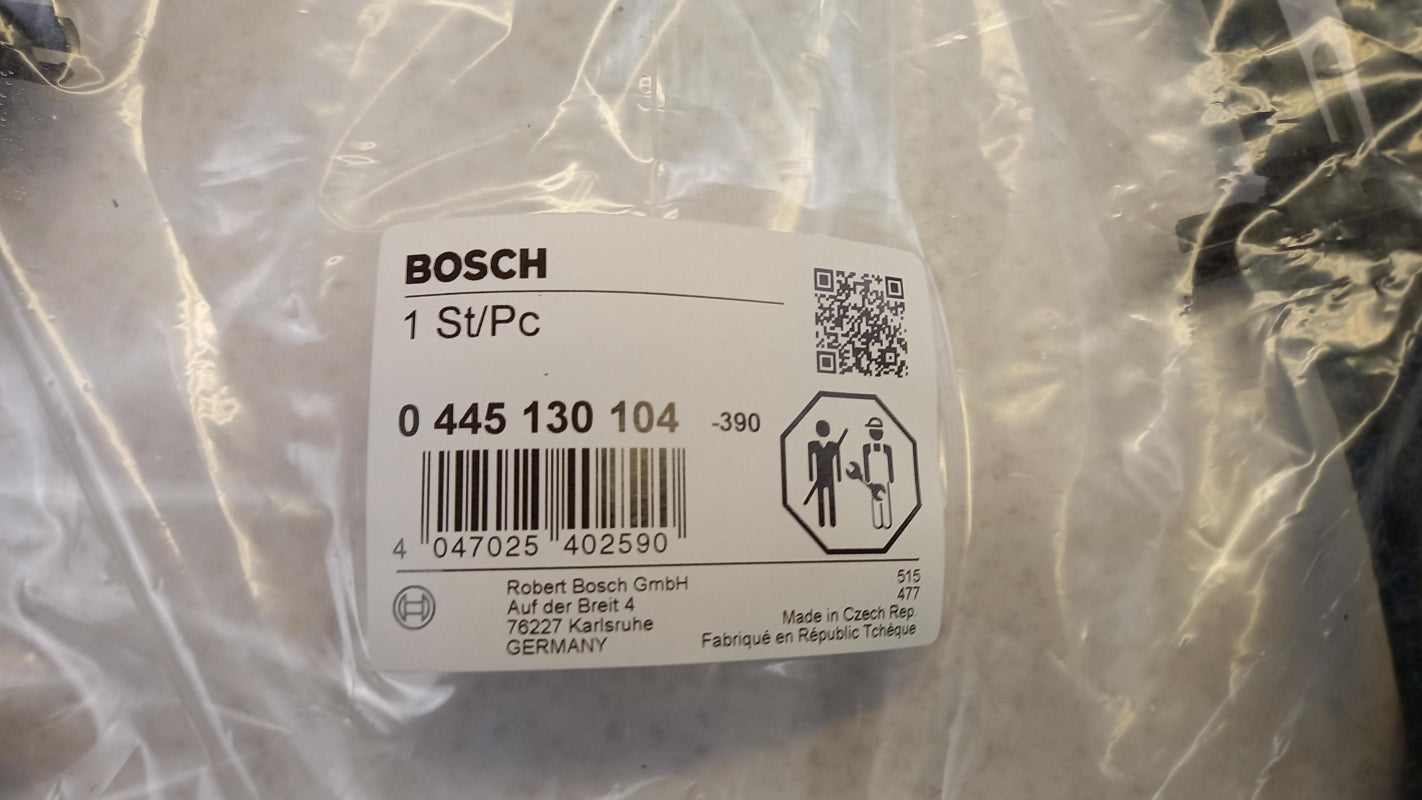 BOSCH
1 St/Pc
0 445 130 104 -390
4 047025 402590
Robert Bosch GmbH
Auf der Breit 4
76227 Karlsruhe
GERMANY
515
477
Made in Czech Rep.
Fabriqué en Républic Tchèque